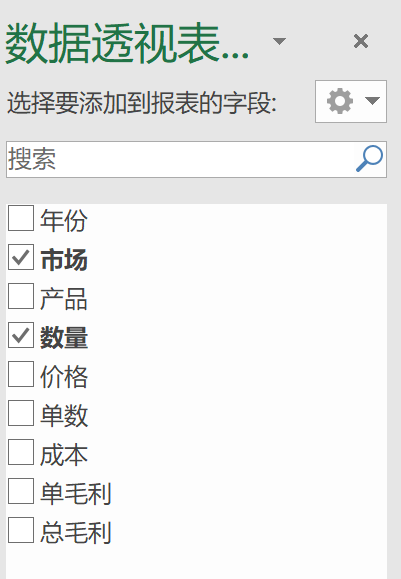 数据透视表...
选择要添加到报表的字段:
搜索
年份
市场
产品
数量
价格
单数
成本
单毛利
总毛利